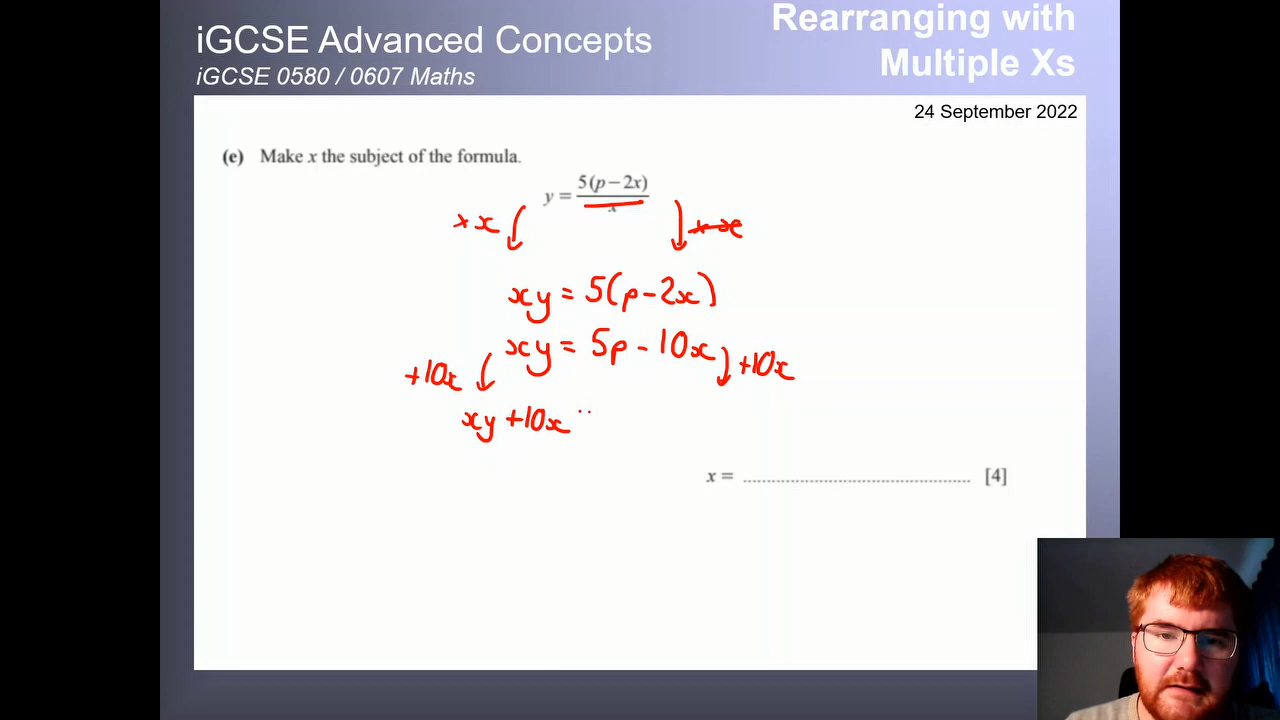 iGCSE Advanced Concepts
iGCSE 0580 / 0607 Maths
Rearranging with
Multiple Xs
24 September 2022
(e) Make x the subject of the formula.
y = 5(p − 2x) / x
× x
× x
xy = 5(p − 2x)
xy = 5p − 10x
+10x
+10x
xy + 10x
x = ................................................ [4]